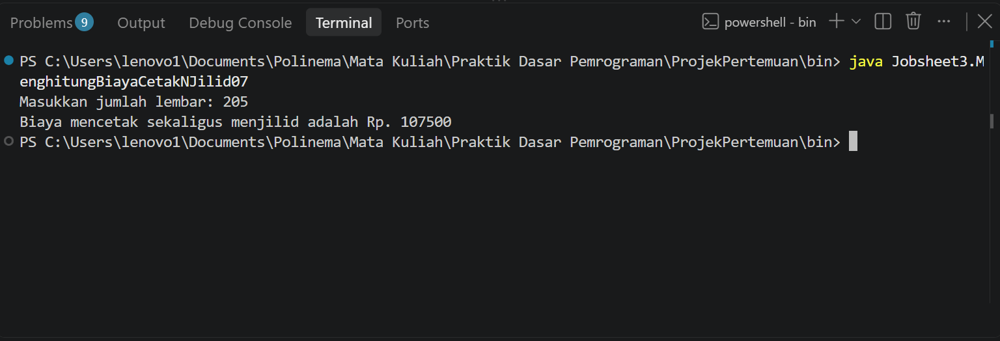 Problems 9 Output Debug Console Terminal Ports powershell - bin
PS C:\Users\lenovo1\Documents\Polinema\Mata Kuliah\Praktik Dasar Pemrograman\ProjekPertemuan\bin> java Jobsheet3.M
enghitungBiayaCetakNJilid07
Masukkan jumlah lembar: 205
Biaya mencetak sekaligus menjilid adalah Rp. 107500
PS C:\Users\lenovo1\Documents\Polinema\Mata Kuliah\Praktik Dasar Pemrograman\ProjekPertemuan\bin>